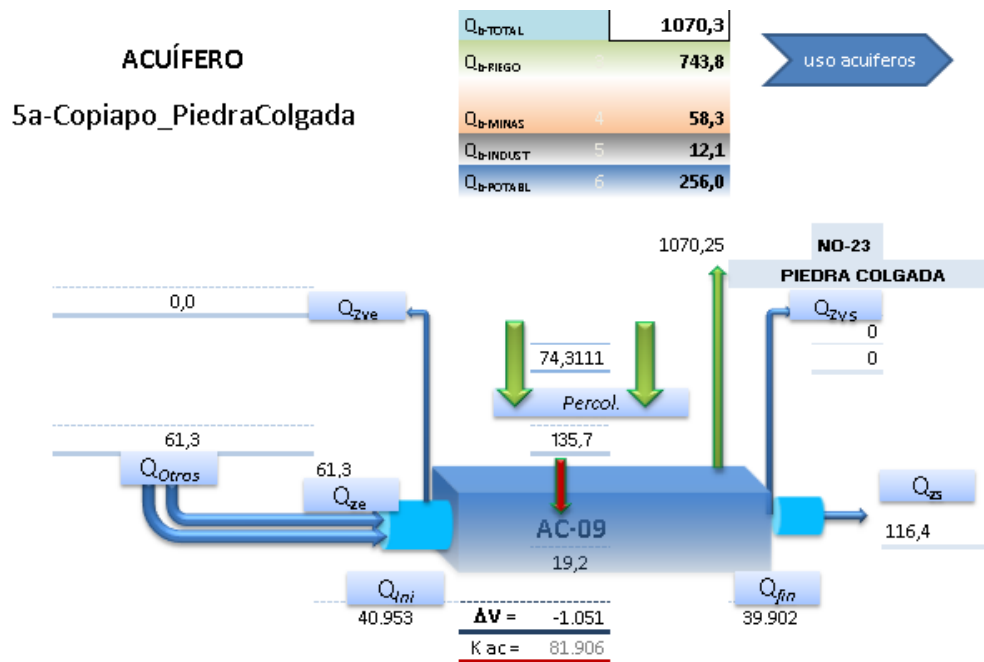 ACUÍFERO
5a-Copiapo_PiedraColgada
Qb-TOTAL 1070,3
Qb-RIEGO 743,8
Qb-MINAS 4 58,3
Qb-INDUST 5 12,1
Qb-POTABL 6 256,0
uso acuiferos
1070,25
NO-23
PIEDRA COLGADA
0,0
Qzve
Qzvs
0
0
74,3111
Percol.
61,3
135,7
QOtros
61,3
Qze
Qzs
116,4
AC-09
19,2
QIni
40.953
ΔV = -1.051
K ac = 81.906
Qfin
39.902